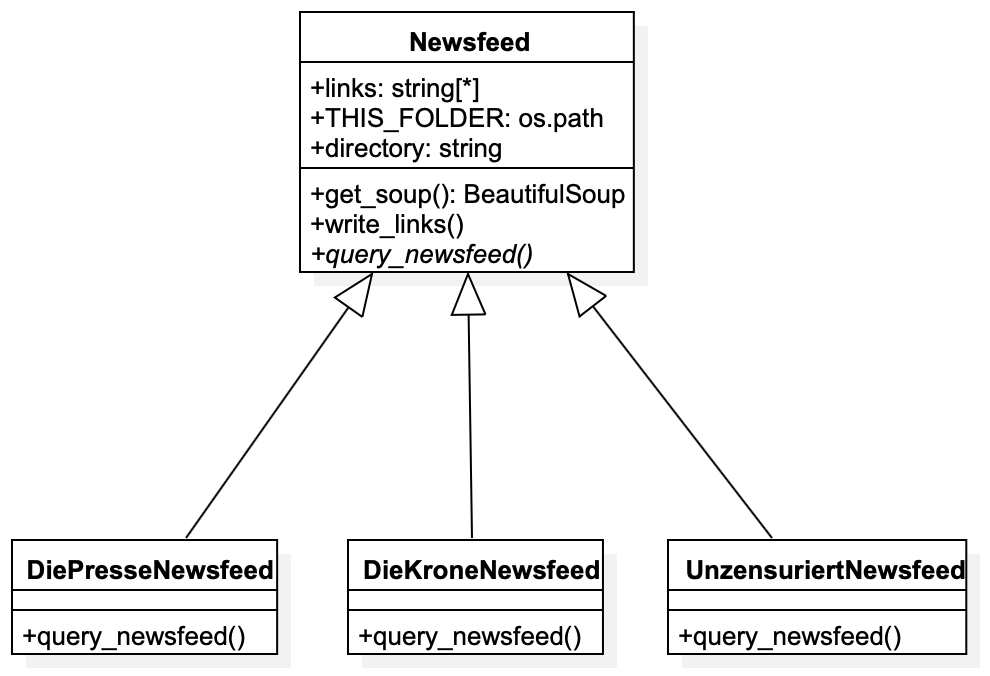 Newsfeed
+links: string[*]
+THIS_FOLDER: os.path
+directory: string
+get_soup(): BeautifulSoup
+write_links()
+query_newsfeed()
DiePresseNewsfeed
+query_newsfeed()
DieKroneNewsfeed
+query_newsfeed()
UnzensuriertNewsfeed
+query_newsfeed()